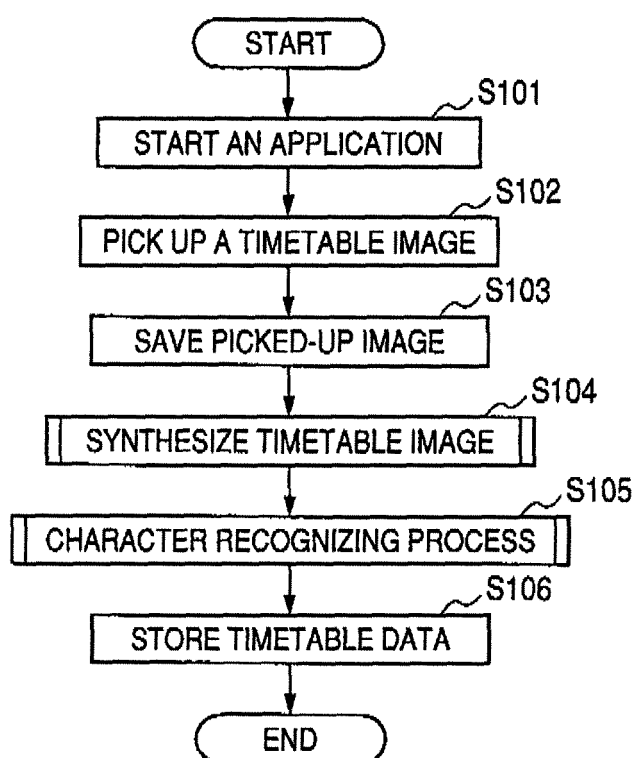 START
S101
START AN APPLICATION
S102
PICK UP A TIMETABLE IMAGE
S103
SAVE PICKED-UP IMAGE
S104
SYNTHESIZE TIMETABLE IMAGE
S105
CHARACTER RECOGNIZING PROCESS
S106
STORE TIMETABLE DATA
END